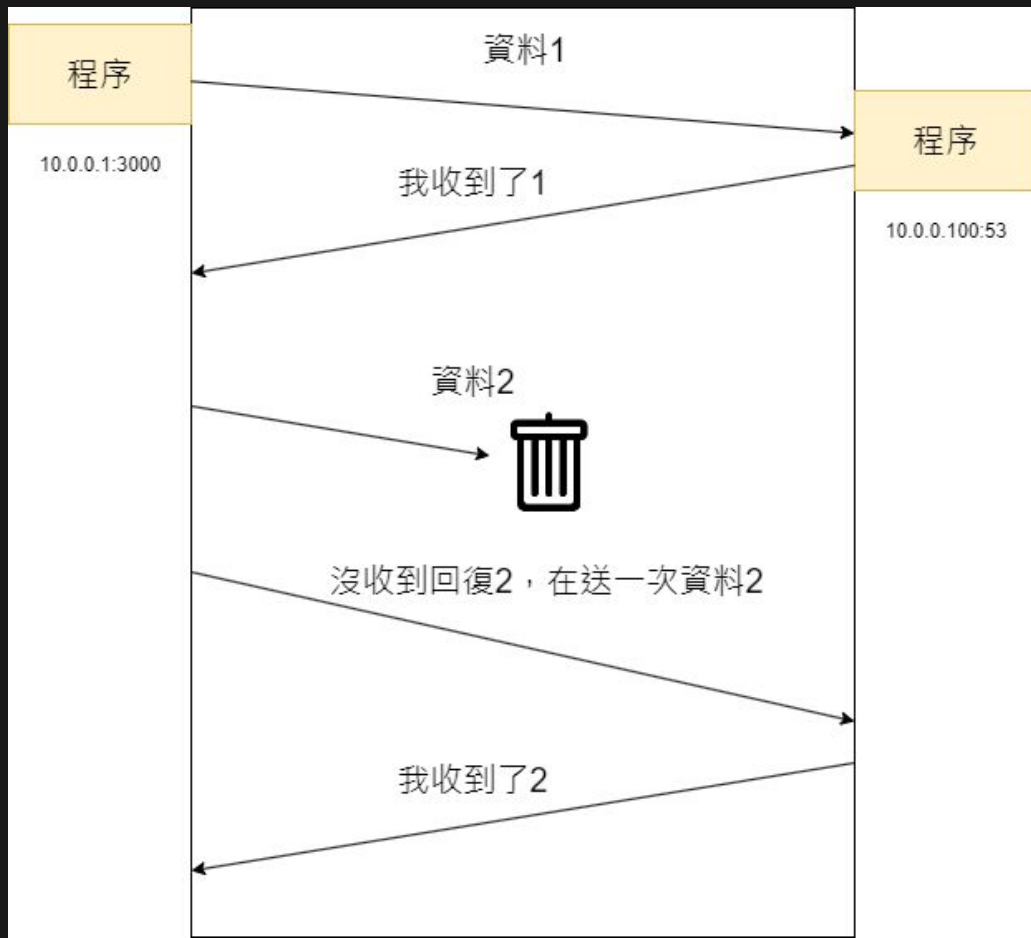 資料1
程序
程序
10.0.0.1:3000
我收到了1
10.0.0.100:53
資料2
沒收到回復2，在送一次資料2
我收到了2